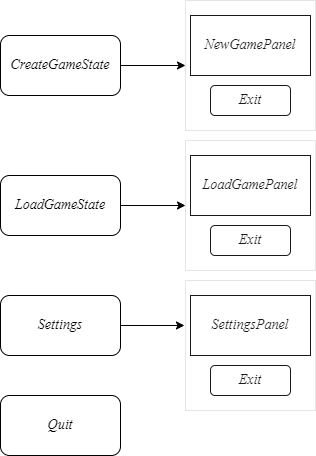 CreateGameState
NewGamePanel
Exit
LoadGameState
LoadGamePanel
Exit
Settings
SettingsPanel
Exit
Quit